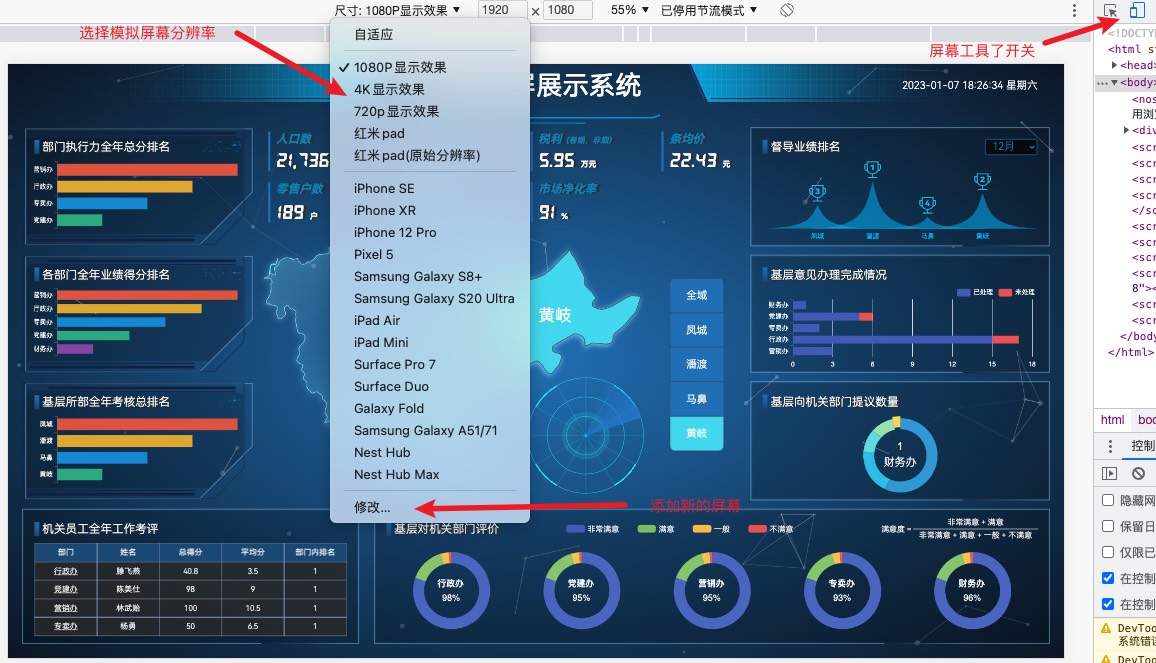 尺寸: 1080P显示效果 ▼ 1920 × 1080 55% ▼ 已停用节流模式 ▼
选择模拟屏幕分辨率
屏幕工具了开关
自适应
✓ 1080P显示效果
4K显示效果
720p显示效果
红米pad
红米pad(原始分辨率)
iPhone SE
iPhone XR
iPhone 12 Pro
Pixel 5
Samsung Galaxy S8+
Samsung Galaxy S20 Ultra
iPad Air
iPad Mini
Surface Pro 7
Surface Duo
Galaxy Fold
Samsung Galaxy A51/71
Nest Hub
Nest Hub Max
修改...
添加新的屏幕
展示系统
2023-01-07 18:26:34 星期六
部门执行力全年总分排名
营销办
行政办
专卖办
党建办
人口数
21,736
零售户数
189 户
税利
5.95 万元
条均价
22.43 元
市场净化率
91 %
督导业绩排名
12月
3 1 4 2
凤城 潘渡 马鼻 黄岐
各部门全年业绩得分排名
营销办
行政办
专卖办
党建办
财务办
黄岐
全域
凤城
潘渡
马鼻
黄岐
基层意见办理完成情况
已处理 未处理
财务办
党建办
专卖办
行政办
营销办
0 3 6 9 12 15 18
基层所部全年考核总排名
凤城
潘渡
马鼻
黄岐
基层向机关部门提议数量
1
财务办
机关员工全年工作考评
部门 姓名 总得分 平均分 部门内排名
行政办 滕飞燕 40.8 3.5 1
党建办 陈美仕 98 9 1
营销办 林武贻 100 10.5 1
专卖办 杨勇 50 6.5 1
基层对机关部门评价
非常满意 满意 一般 不满意
满意度 = 非常满意 + 满意
非常满意 + 满意 + 一般 + 不满意
行政办 党建办 营销办 专卖办 财务办
98% 95% 95% 93% 96%
<!DOCTY
<html st
▶<head>
▼<body>
<nos
用浏
▶<div
<scr
<scr
<scr
<scr
</sc
<scr
<scr
<scr
<scr
8"><
<scr
<scr
</body
</html>
html bod
控制
隐藏网
保留日
仅限已
在控制
在控制
DevToo
系统错误
DevToo